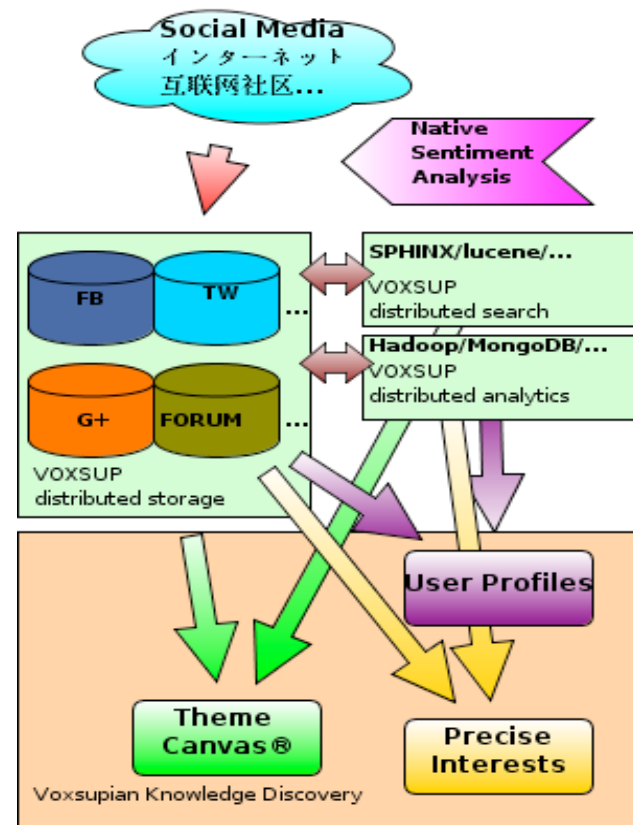 Social Media
インターネット
互联网社区...
Native
Sentiment
Analysis
FB
TW
...
G+
FORUM
...
VOXSUP
distributed storage
SPHINX/lucene/...
VOXSUP
distributed search
Hadoop/MongoDB/...
VOXSUP
distributed analytics
User Profiles
Theme
Canvas®
Precise
Interests
Voxsupian Knowledge Discovery